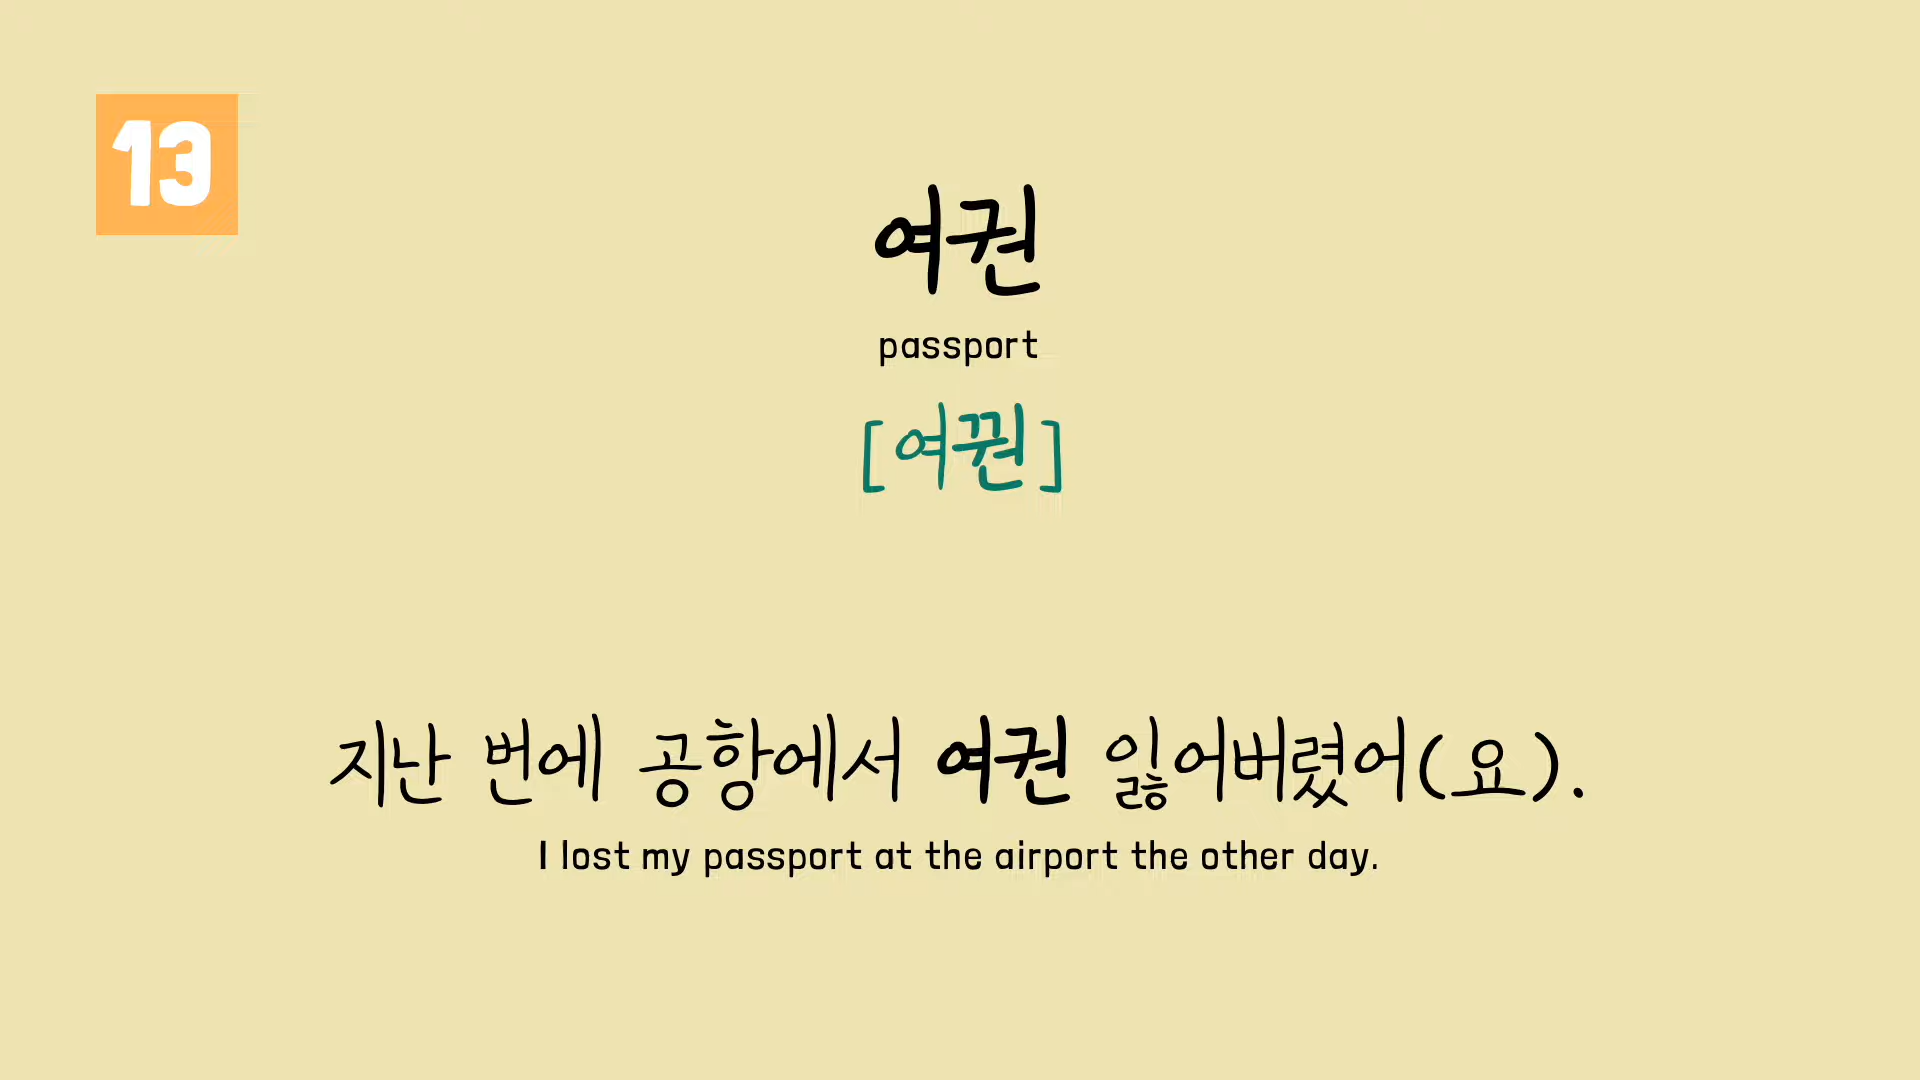 13
여권
passport
[여꿘]
지난 번에 공항에서 여권 잃어버렸어(요).
I lost my passport at the airport the other day.